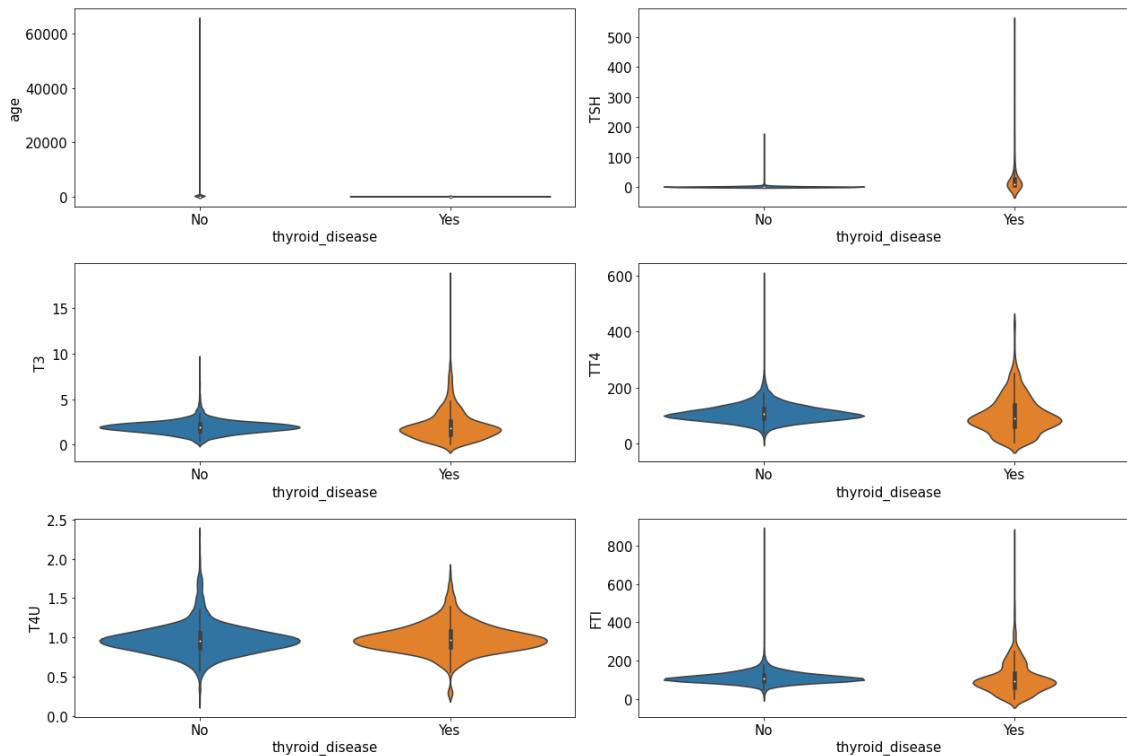 age
60000
40000
20000
0
No
Yes
thyroid_disease
TSH
500
400
300
200
100
0
No
Yes
thyroid_disease
T3
15
10
5
0
No
Yes
thyroid_disease
TT4
600
400
200
0
No
Yes
thyroid_disease
T4U
2.5
2.0
1.5
1.0
0.5
0.0
No
Yes
thyroid_disease
FTI
800
600
400
200
0
No
Yes
thyroid_disease